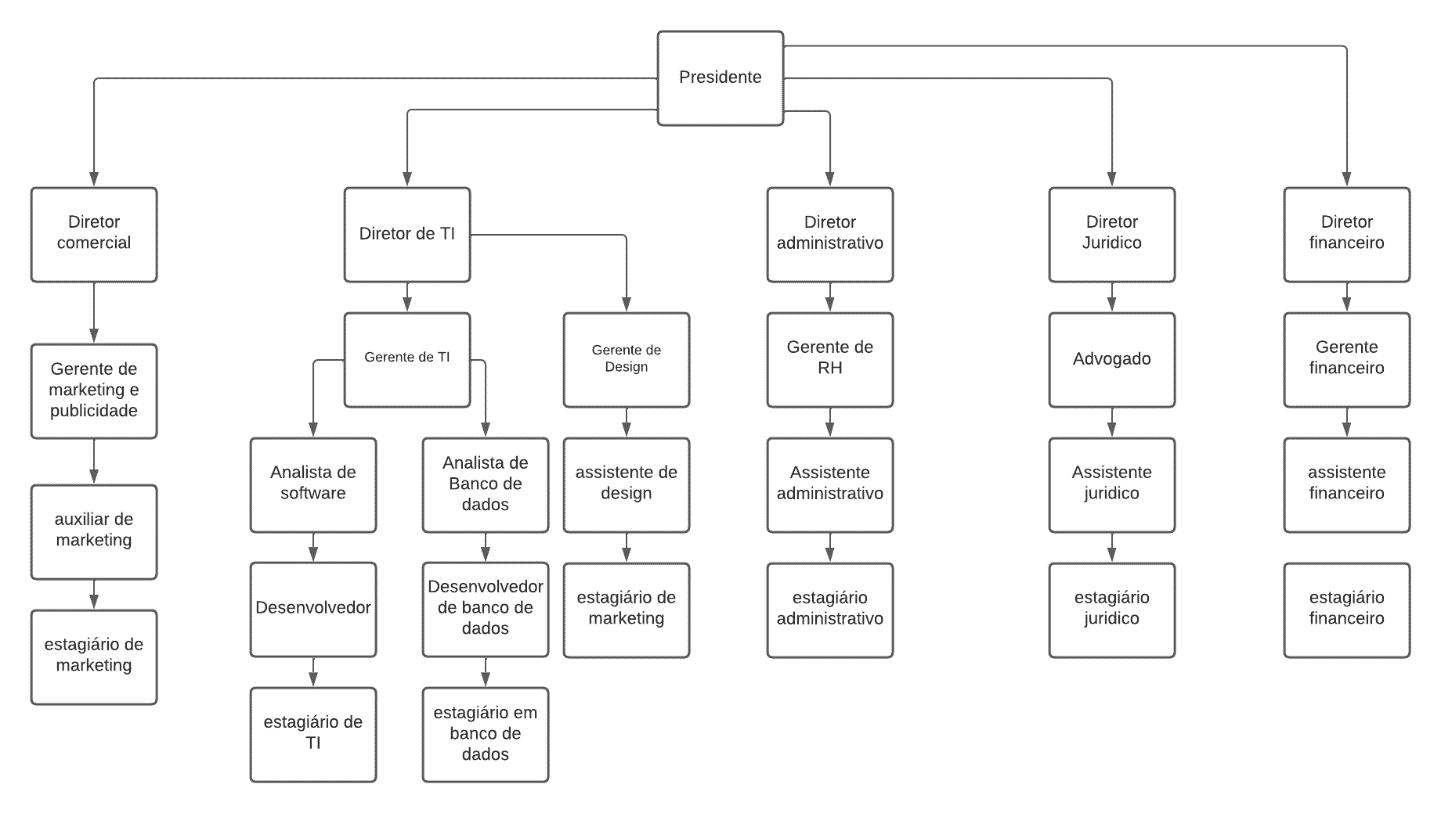 Presidente
Diretor
comercial
Diretor de TI
Diretor
administrativo
Diretor
Juridico
Diretor
financeiro
Gerente de
marketing e
publicidade
Gerente de TI
Gerente de
Design
Gerente de
RH
Advogado
Gerente
financeiro
auxiliar de
marketing
Analista de
software
Analista de
Banco de
dados
assistente de
design
Assistente
administrativo
Assistente
juridico
assistente
financeiro
estagiário de
marketing
Desenvolvedor
Desenvolvedor
de banco de
dados
estagiário de
marketing
estagiário
administrativo
estagiário
juridico
estagiário
financeiro
estagiário de
TI
estagiário em
banco de
dados